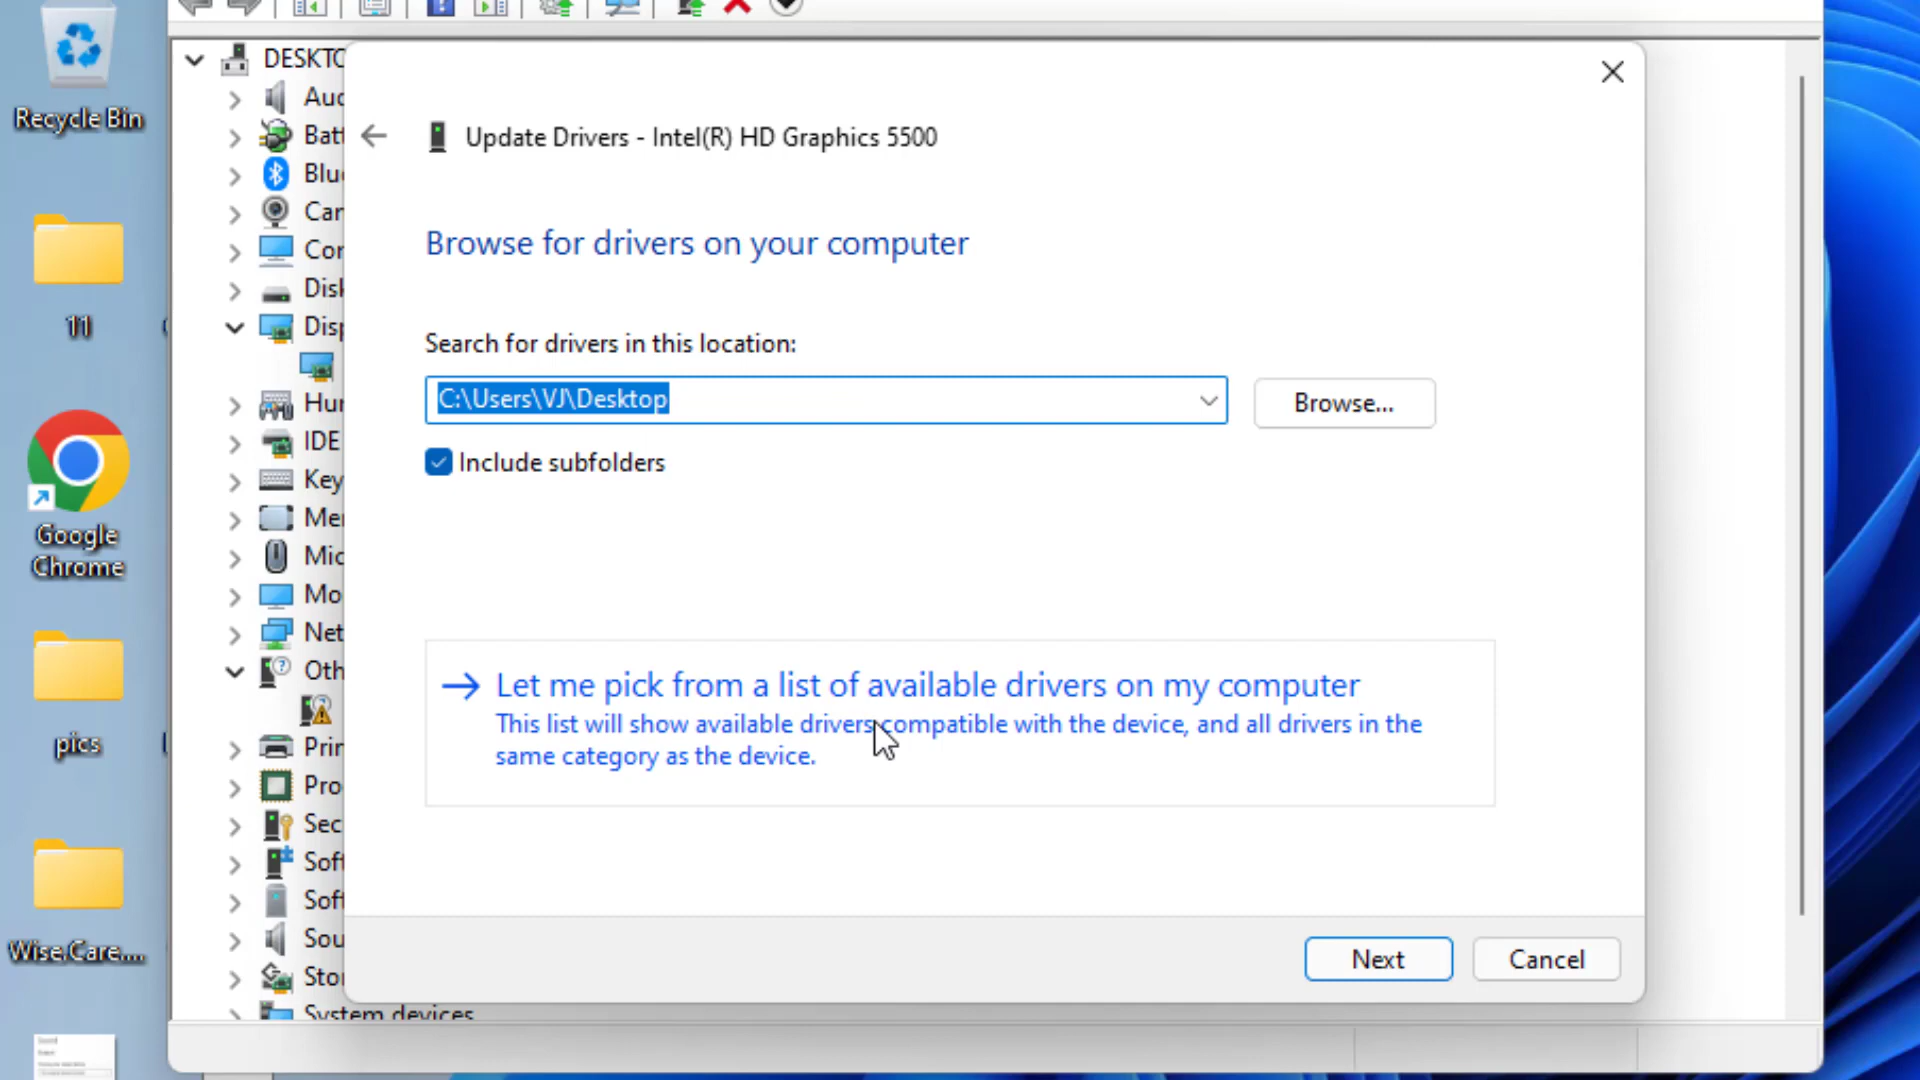 Recycle Bin
11
Google
Chrome
pics
Wise.Care....
DESKTO
Auc
Batt
Blu
Car
Cor
Disk
Disp
Hur
IDE
Key
Mer
Mic
Mo
Net
Oth
Prin
Pro
Sec
Soft
Soft
Sou
Stor
System devices
Update Drivers - Intel(R) HD Graphics 5500
Browse for drivers on your computer
Search for drivers in this location:
C:\Users\VJ\Desktop
Browse...
Include subfolders
Let me pick from a list of available drivers on my computer
This list will show available drivers compatible with the device, and all drivers in the
same category as the device.
Next
Cancel